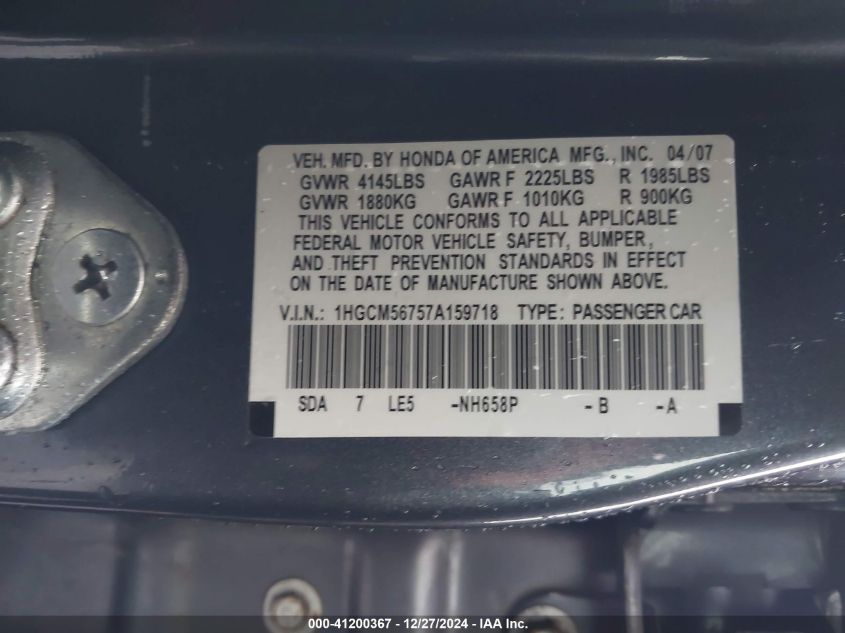 VEH. MFD. BY HONDA OF AMERICA MFG., INC. 04/07
GVWR 4145LBS GAWR F 2225LBS R 1985LBS
GVWR 1880KG GAWR F 1010KG R 900KG
THIS VEHICLE CONFORMS TO ALL APPLICABLE
FEDERAL MOTOR VEHICLE SAFETY, BUMPER,
AND THEFT PREVENTION STANDARDS IN EFFECT
ON THE DATE OF MANUFACTURE SHOWN ABOVE.
V.I.N.: 1HGCM56757A159718 TYPE: PASSENGER CAR
SDA 7 LE5 -NH658P -B -A
000-41200367 - 12/27/2024 - USER - N.E.